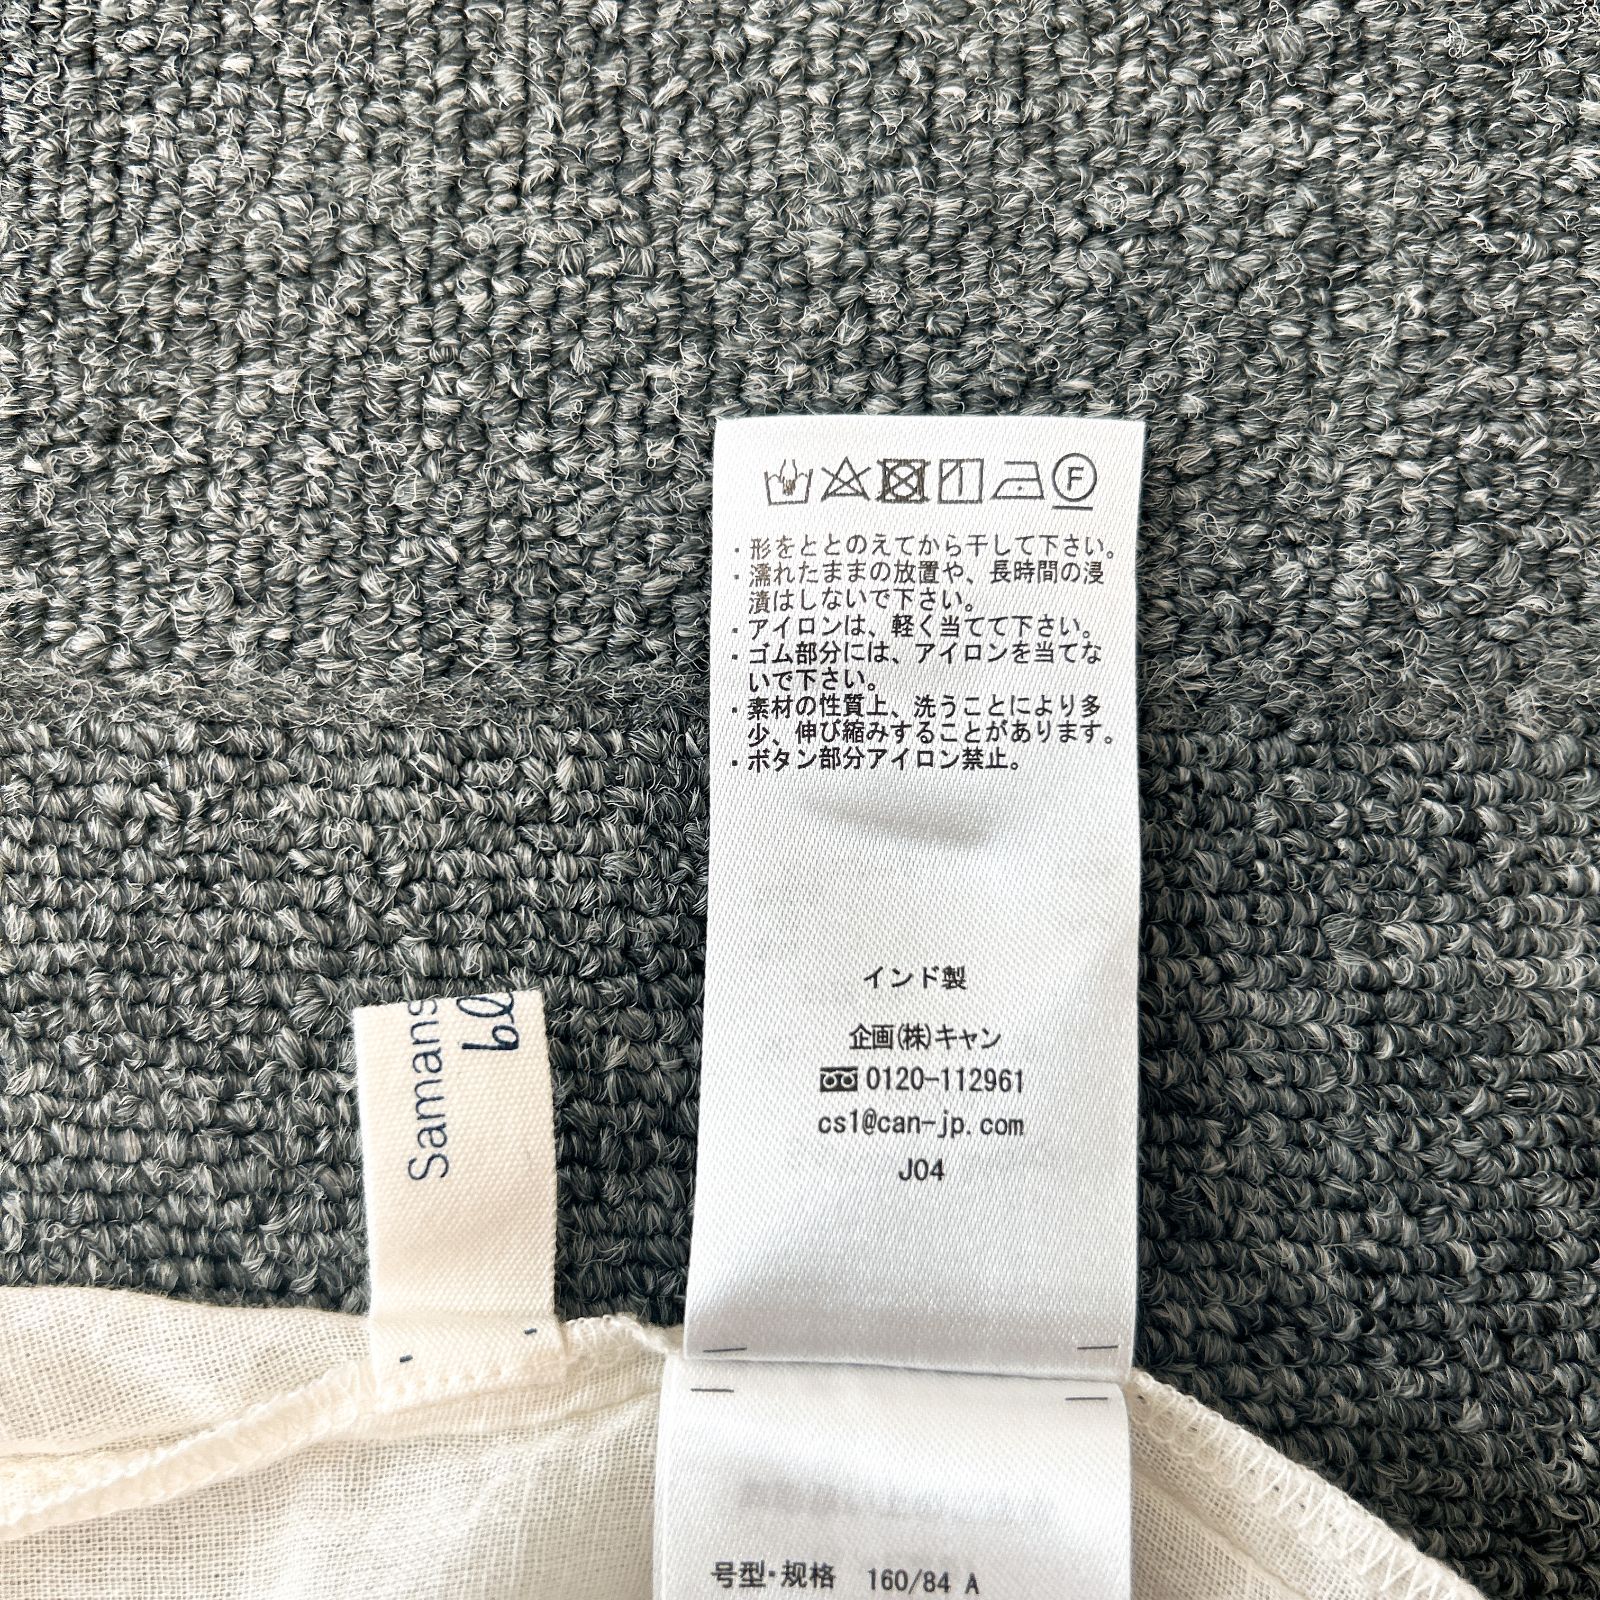 F
・形をととのえてから干して下さい。
・濡れたままの放置や、長時間の浸
漬はしないで下さい。
・アイロンは、軽く当てて下さい。
・ゴム部分には、アイロンを当てな
いで下さい。
・素材の性質上、洗うことにより多
少、伸び縮みすることがあります。
・ボタン部分アイロン禁止。
インド製
企画(株)キャン
0120-112961
cs1@can-jp.com
J04
Samans
号型・规格 160/84 A